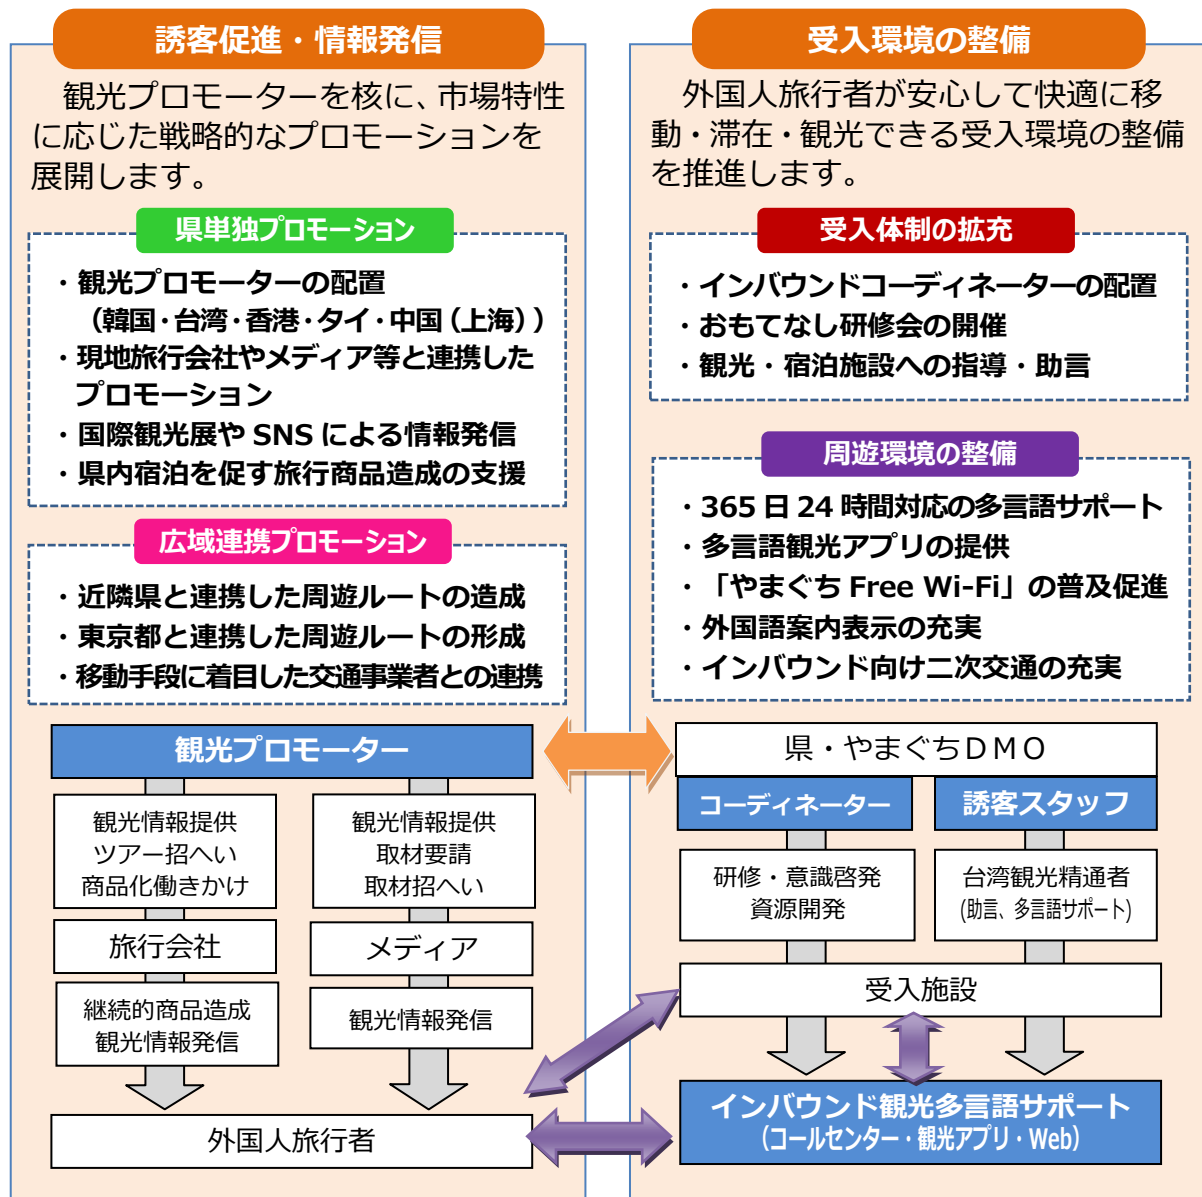 誘客促進・情報発信
観光プロモーターを核に、市場特性
に応じた戦略的なプロモーションを
展開します。
県単独プロモーション
・観光プロモーターの配置
（韓国・台湾・香港・タイ・中国（上海））
・現地旅行会社やメディア等と連携した
プロモーション
・国際観光展や SNS による情報発信
・県内宿泊を促す旅行商品造成の支援
広域連携プロモーション
・近隣県と連携した周遊ルートの造成
・東京都と連携した周遊ルートの形成
・移動手段に着目した交通事業者との連携
観光プロモーター
観光情報提供
ツアー招へい
商品化働きかけ
旅行会社
継続的商品造成
観光情報発信
観光情報提供
取材要請
取材招へい
メディア
観光情報発信
外国人旅行者
受入環境の整備
外国人旅行者が安心して快適に移
動・滞在・観光できる受入環境の整備
を推進します。
受入体制の拡充
・インバウンドコーディネーターの配置
・おもてなし研修会の開催
・観光・宿泊施設への指導・助言
周遊環境の整備
・365 日 24 時間対応の多言語サポート
・多言語観光アプリの提供
・「やまぐち Free Wi-Fi」の普及促進
・外国語案内表示の充実
・インバウンド向け二次交通の充実
県・やまぐちＤＭＯ
コーディネーター
誘客スタッフ
研修・意識啓発
資源開発
台湾観光精通者
(助言、多言語サポート)
受入施設
インバウンド観光多言語サポート
（コールセンター・観光アプリ・Web）